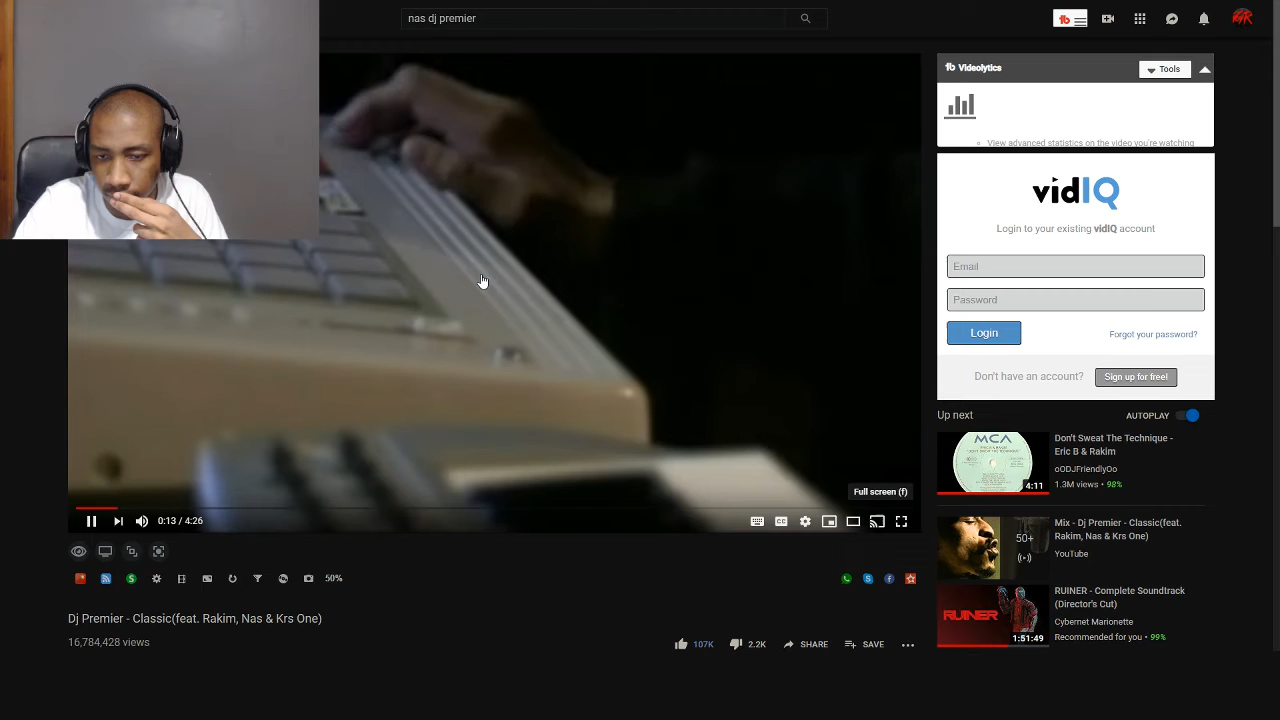 nas dj premier
Videolytics
Tools
View advanced statistics on the video you're watching
vidIQ
Login to your existing vidIQ account
Email
Password
Login
Forgot your password?
Don't have an account?
Sign up for free!
Up next
AUTOPLAY
MCA
Don't Sweat The Technique -
Eric B & Rakim
oODJFriendlyOo
1.3M views • 98%
4:11
Mix - Dj Premier - Classic(feat.
Rakim, Nas & Krs One)
YouTube
50+
RUINER - Complete Soundtrack
(Director's Cut)
Cybernet Marionette
Recommended for you • 99%
RUINER
1:51:49
Full screen (f)
0:13 / 4:26
50%
Dj Premier - Classic(feat. Rakim, Nas & Krs One)
16,784,428 views
107K
2.2K
SHARE
SAVE